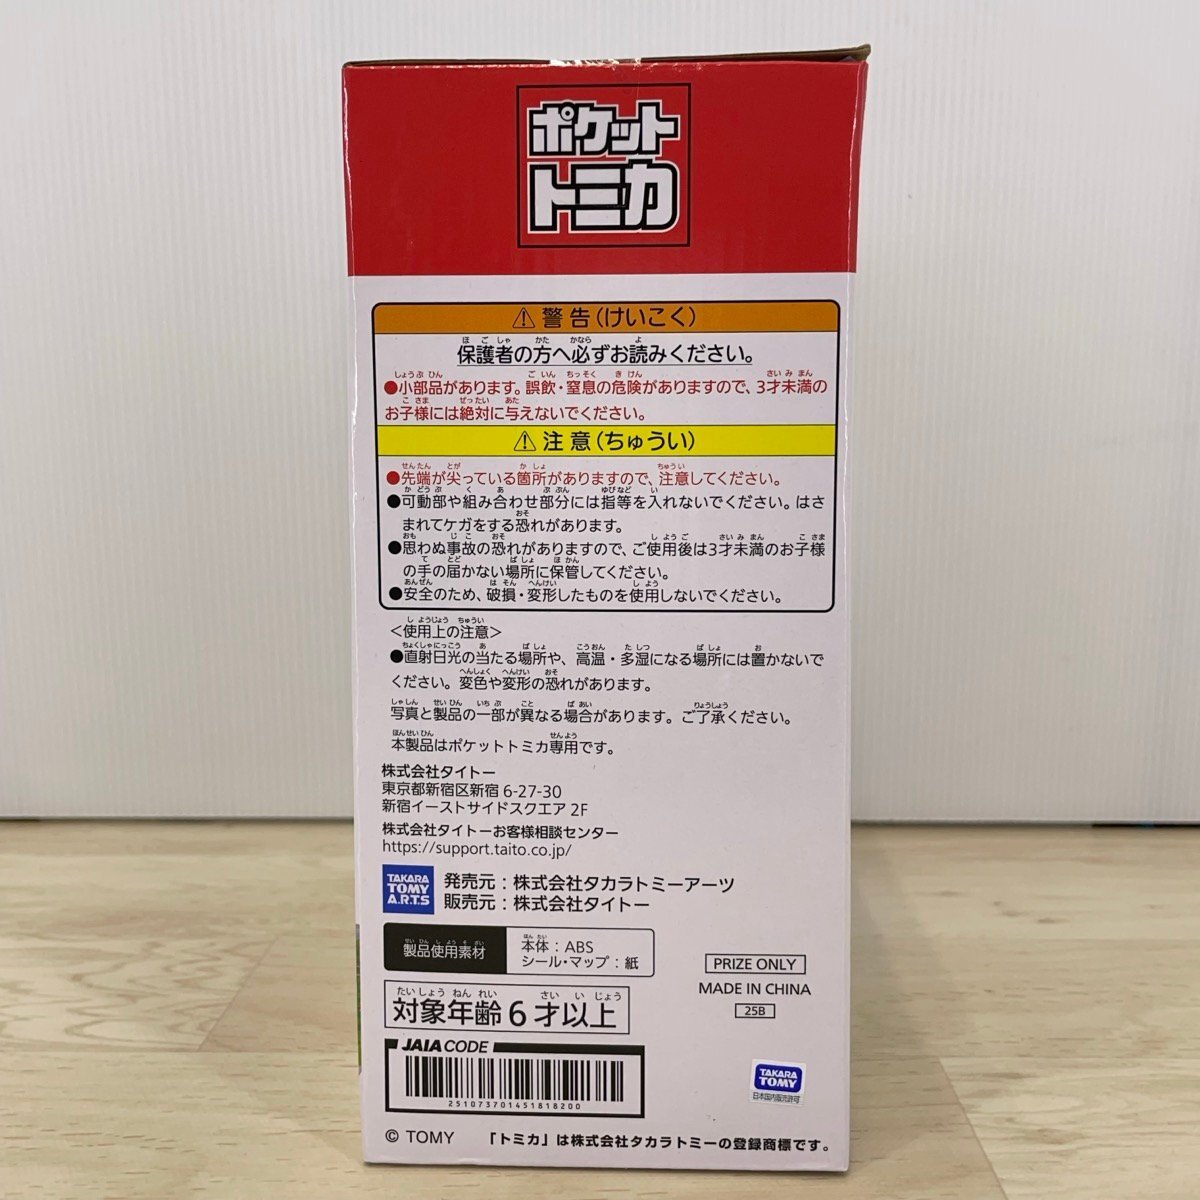 ポケット
トミカ
⚠警告(けいこく)
保護者の方へ必ずお読みください。
●小部品があります。誤飲・窒息の危険がありますので、3才未満の
お子様には絶対に与えないでください。
⚠注意(ちゅうい)
●先端が尖っている箇所がありますので、注意してください。
●可動部や組み合わせ部分には指等を入れないでください。はさ
まれてケガをする恐れがあります。
●思わぬ事故の恐れがありますので、ご使用後は3才未満のお子様
の手の届かない場所に保管してください。
●安全のため、破損・変形したものを使用しないでください。
<使用上の注意>
●直射日光の当たる場所や、高温・多湿になる場所には置かないで
ください。変色や変形の恐れがあります。
写真と製品の一部が異なる場合があります。ご了承ください。
本製品はポケットトミカ専用です。
株式会社タイトー
東京都新宿区新宿 6-27-30
新宿イーストサイドスクエア 2F
株式会社タイトーお客様相談センター
https://support.taito.co.jp/
TAKARA
TOMY
A.R.T.S
発売元:株式会社タカラトミーアーツ
販売元:株式会社タイトー
製品使用素材
本体:ABS
シール・マップ:紙
PRIZE ONLY
MADE IN CHINA
25B
対象年齢6才以上
JAIA CODE
251073701451818200
TAKARA
TOMY
日本国内販売許可
© TOMY
「トミカ」は株式会社タカラトミーの登録商標です。